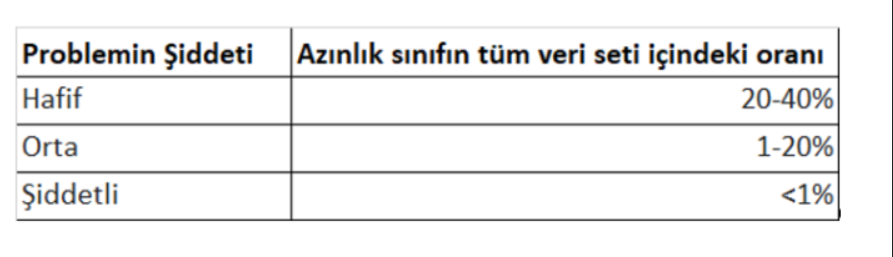 Problemin Şiddeti Azınlık sınıfın tüm veri seti içindeki oranı
Hafif 20-40%
Orta 1-20%
Şiddetli <1%